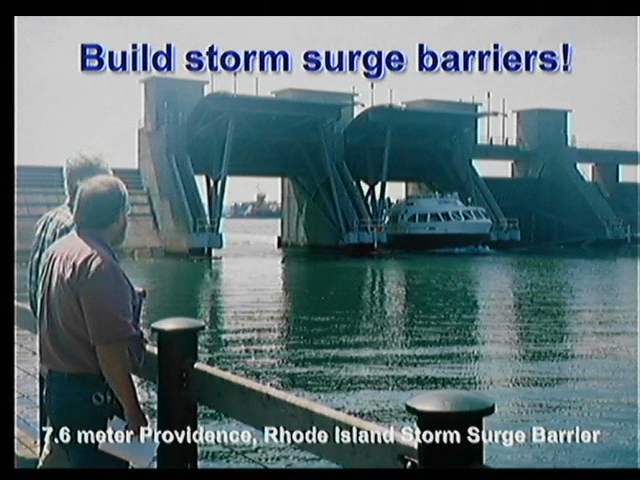 Build storm surge barriers!
7.6 meter Providence, Rhode Island Storm Surge Barrier